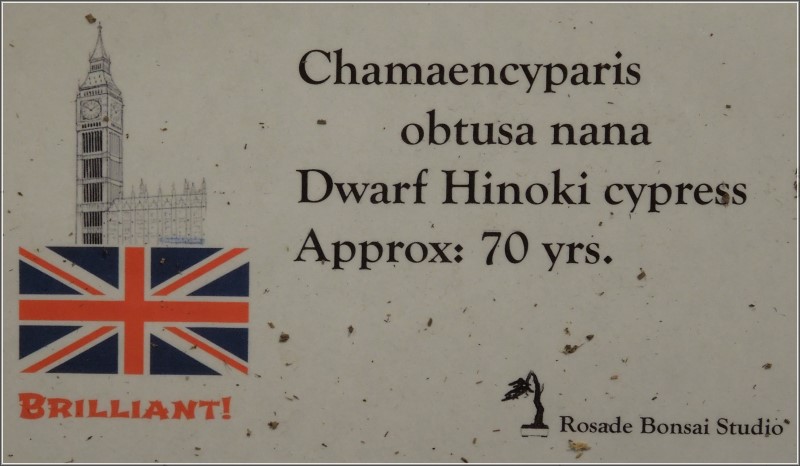 Chamaencyparis
obtusa nana
Dwarf Hinoki cypress
Approx: 70 yrs.
BRILLIANT!
Rosade Bonsai Studio